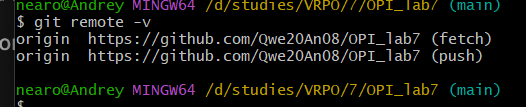 nearo@Andrey MINGW64 /d/studies/VRPO/7/OPI_lab7 (main)
$ git remote -v
origin  https://github.com/Qwe20An08/OPI_lab7 (fetch)
origin  https://github.com/Qwe20An08/OPI_lab7 (push)
nearo@Andrey MINGW64 /d/studies/VRPO/7/OPI_lab7 (main)
$